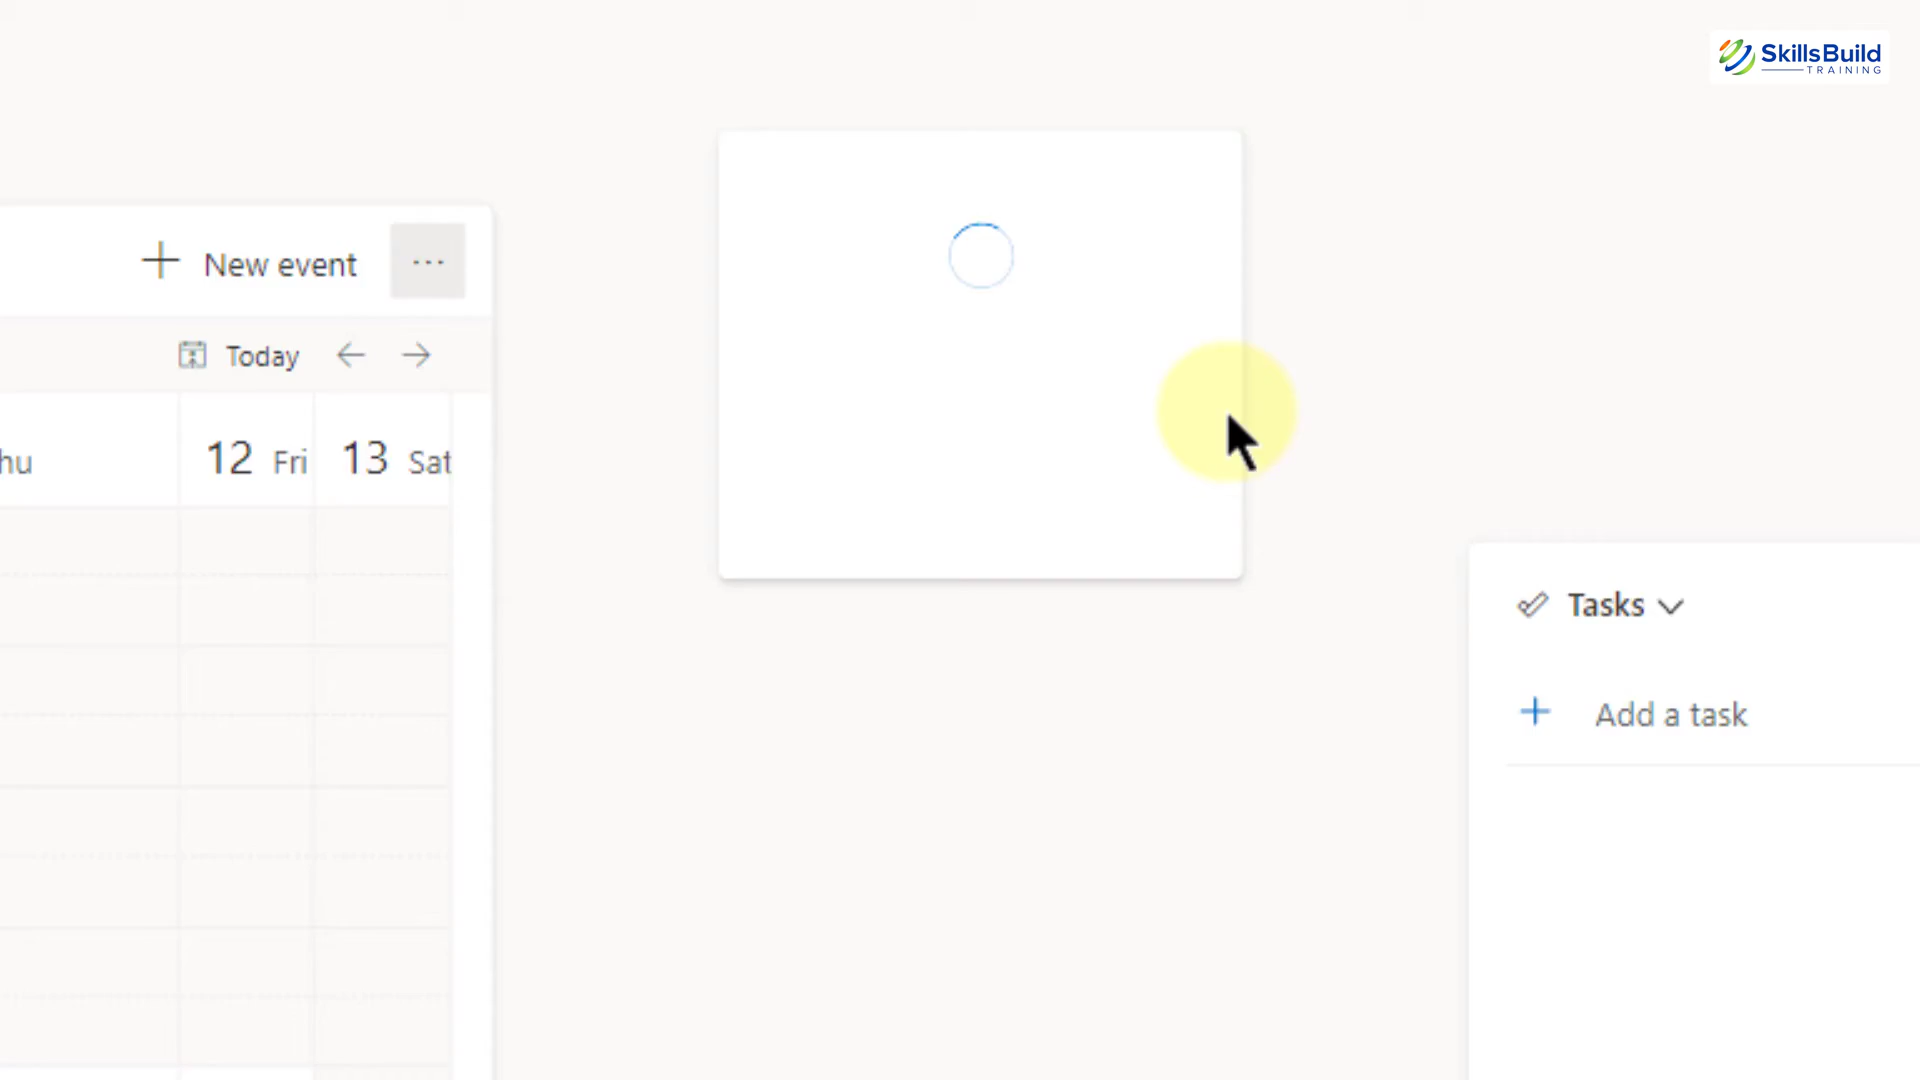 SkillsBuild
TRAINING
New event
Today
hu
12 Fri
13 Sat
Tasks
Add a task